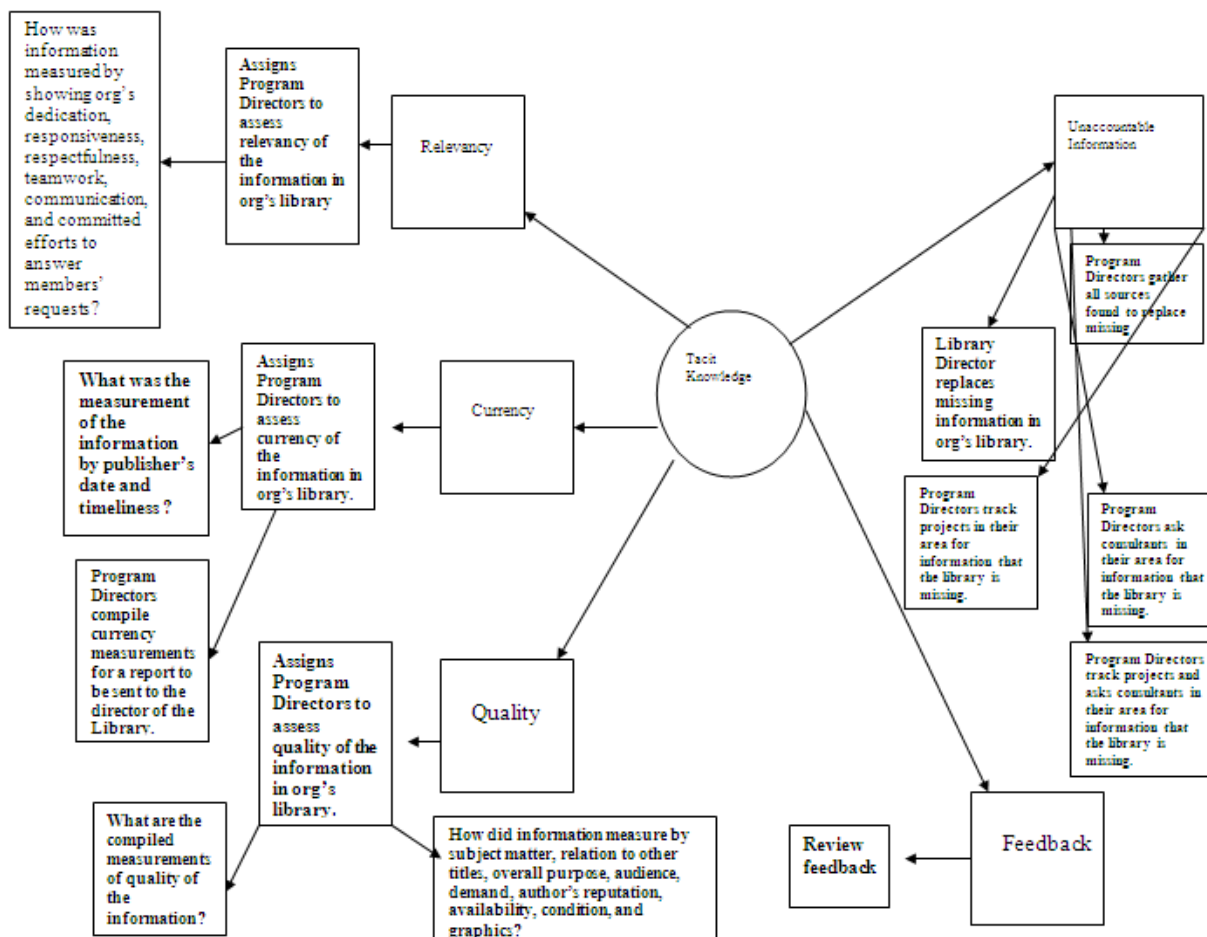 How was
information
measured by
showing org's
dedication,
responsiveness,
respectfulness,
teamwork,
communication,
and committed
efforts to
answer
members'
requests?
Assigns
Program
Directors to
assess
relevancy of
the
information in
org's library
Relevancy
Unaccountable
Information
Program
Directors gather
all sources
found to replace
missing
Library
Director
replaces
missing
information in
org's library.
Tacit
Knowledge
What was the
measurement
of the
information
by publisher's
date and
timeliness?
Assigns
Program
Directors to
assess
currency of
the
information in
org's library.
Currency
Program
Directors track
projects in their
area for
information that
the library is
missing.
Program
Directors ask
consultants in
their area for
information that
the library is
missing.
Program
Directors
compile
currency
measurements
for a report to
be sent to the
director of the
Library.
Assigns
Program
Directors to
assess
quality of the
information
in org's
library.
Quality
Program Directors
track projects and
asks consultants in
their area for
information that
the library is
missing.
What are the
compiled
measurements
of quality of
the
information?
How did information measure by
subject matter, relation to other
titles, overall purpose, audience,
demand, author's reputation,
availability, condition, and
graphics?
Review
feedback
Feedback